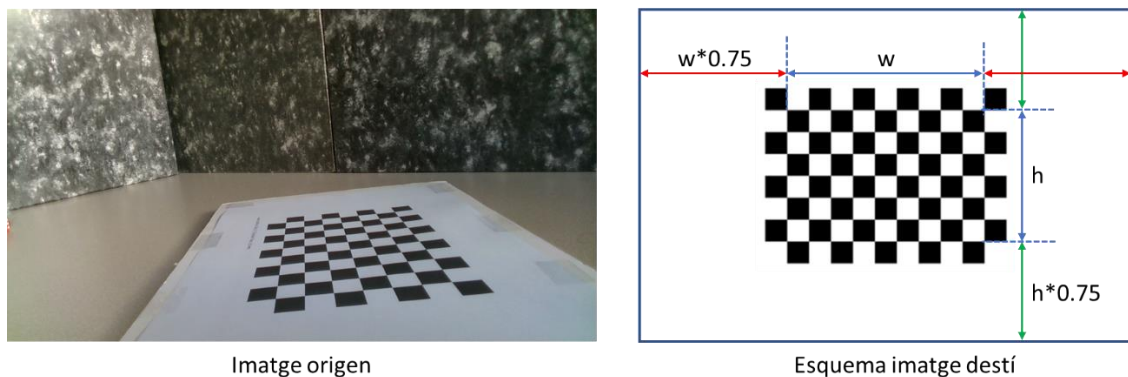 w*0.75
w
h
h*0.75
Imatge origen
Esquema imatge destí